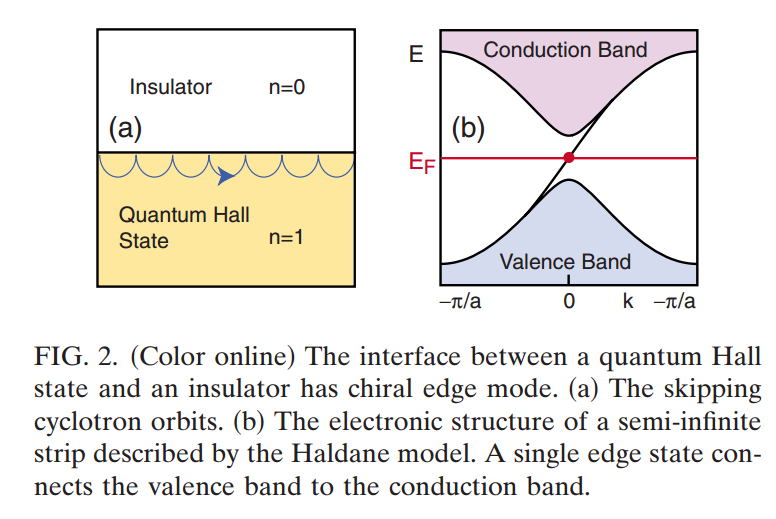 Insulator n=0
(a)
Quantum Hall
State n=1
E Conduction Band
(b)
EF
Valence Band
−π/a 0 k −π/a
FIG. 2. (Color online) The interface between a quantum Hall
state and an insulator has chiral edge mode. (a) The skipping
cyclotron orbits. (b) The electronic structure of a semi-infinite
strip described by the Haldane model. A single edge state con-
nects the valence band to the conduction band.